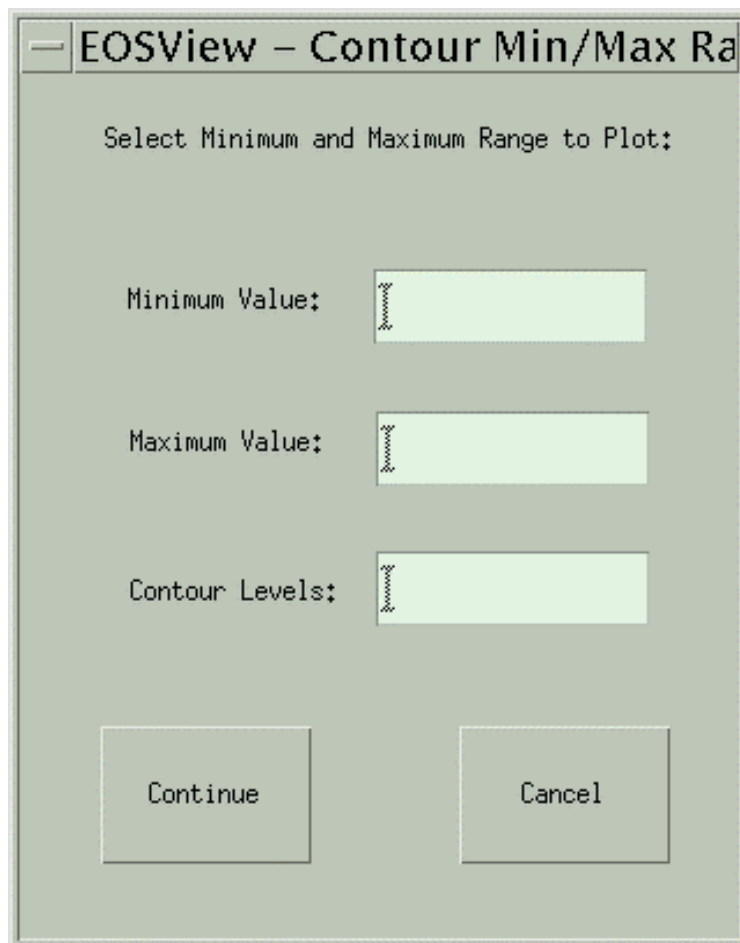 EOSView – Contour Min/Max Ra
Select Minimum and Maximum Range to Plot:
Minimum Value:
Maximum Value:
Contour Levels:
Continue
Cancel